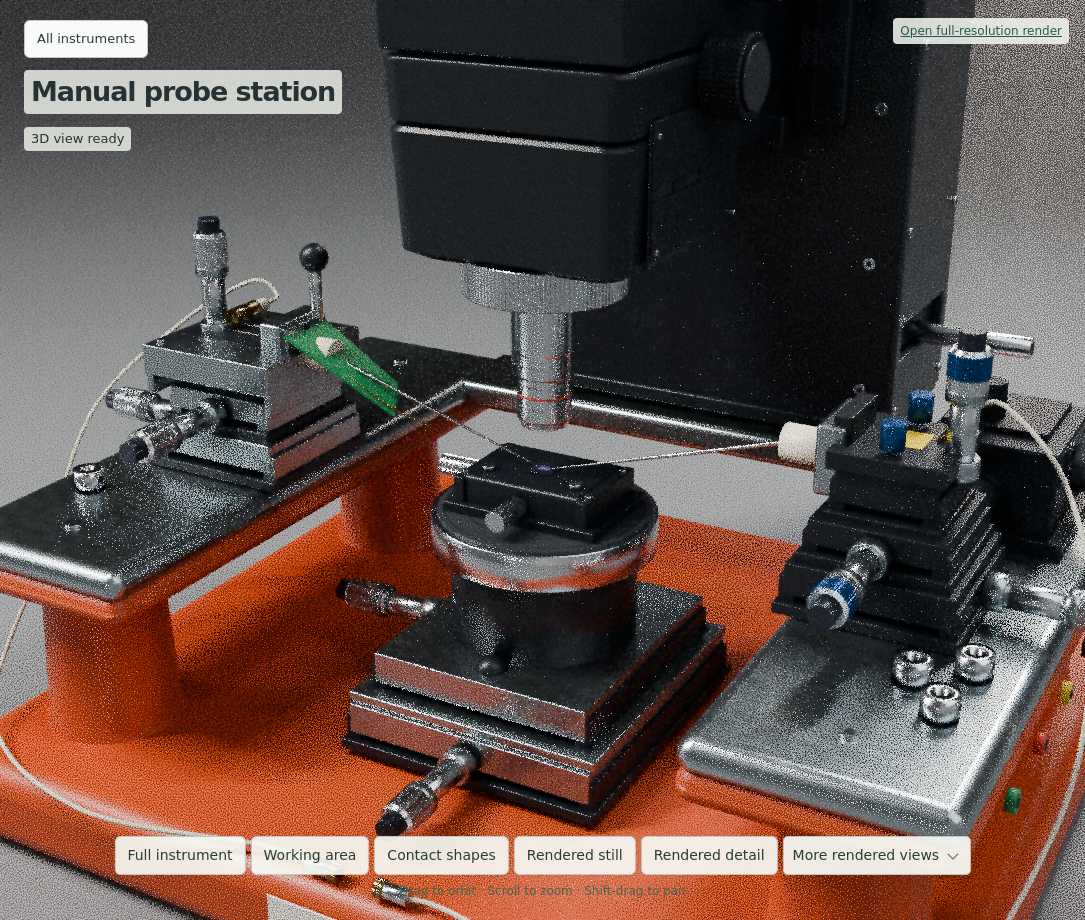 All instruments
Open full-resolution render
Manual probe station
3D view ready
Full instrument
Working area
Contact shapes
Rendered still
Rendered detail
More rendered views
Drag to orbit · Scroll to zoom · Shift-drag to pan